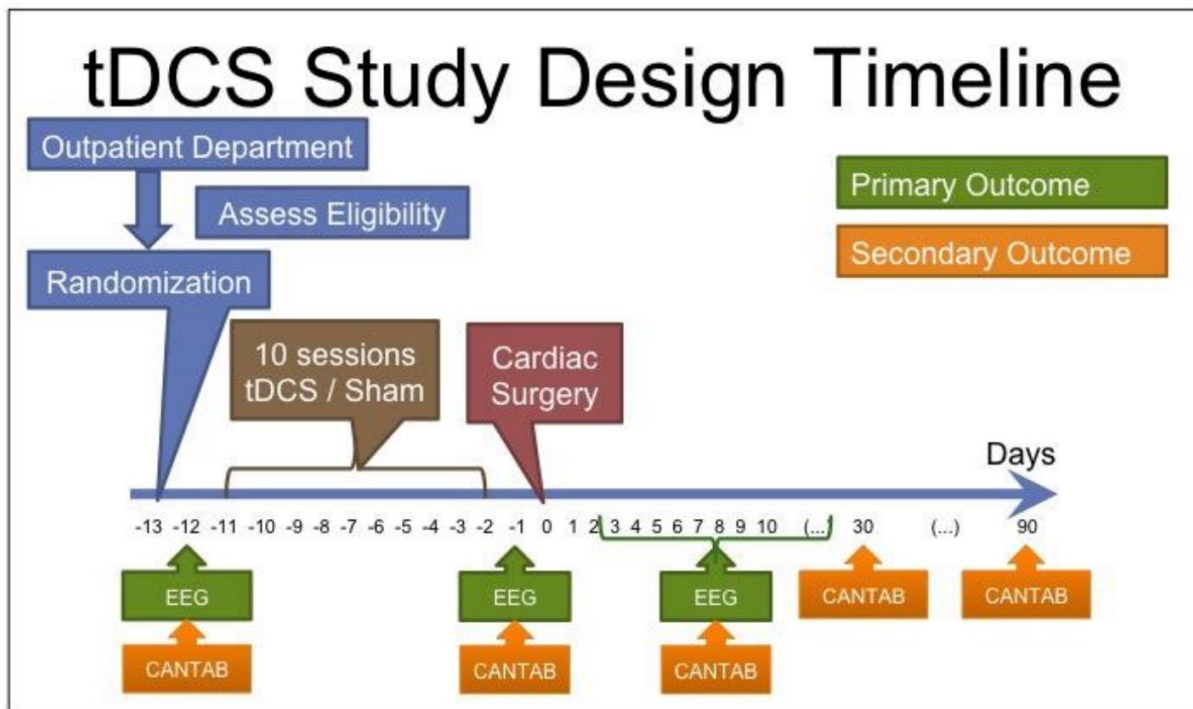 tDCS Study Design Timeline
Outpatient Department
Assess Eligibility
Randomization
Primary Outcome
Secondary Outcome
10 sessions
tDCS / Sham
Cardiac
Surgery
Days
-13 -12 -11 -10 -9 -8 -7 -6 -5 -4 -3 -2 -1 0 1 2 3 4 5 6 7 8 9 10 (...) 30 (...) 90
EEG EEG EEG CANTAB CANTAB
CANTAB CANTAB CANTAB